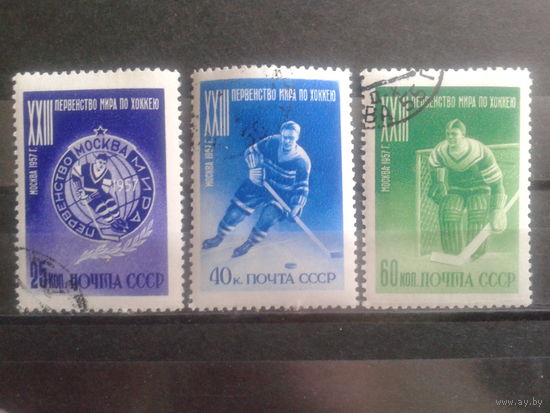 XXIII ПЕРВЕНСТВО МИРА ПО ХОККЕЮ
МОСКВА 1957 Г.
ПЕРВЕНСТВО МИРА
МОСКВА
1957
25 КОП. ПОЧТА СССР
XXIII ПЕРВЕНСТВО МИРА ПО ХОККЕЮ
МОСКВА 1957 Г.
40 К. ПОЧТА СССР
XXIII ПЕРВЕНСТВО МИРА ПО ХОККЕЮ
МОСКВА 1957 Г.
60 КОП. ПОЧТА СССР
www.ay.by